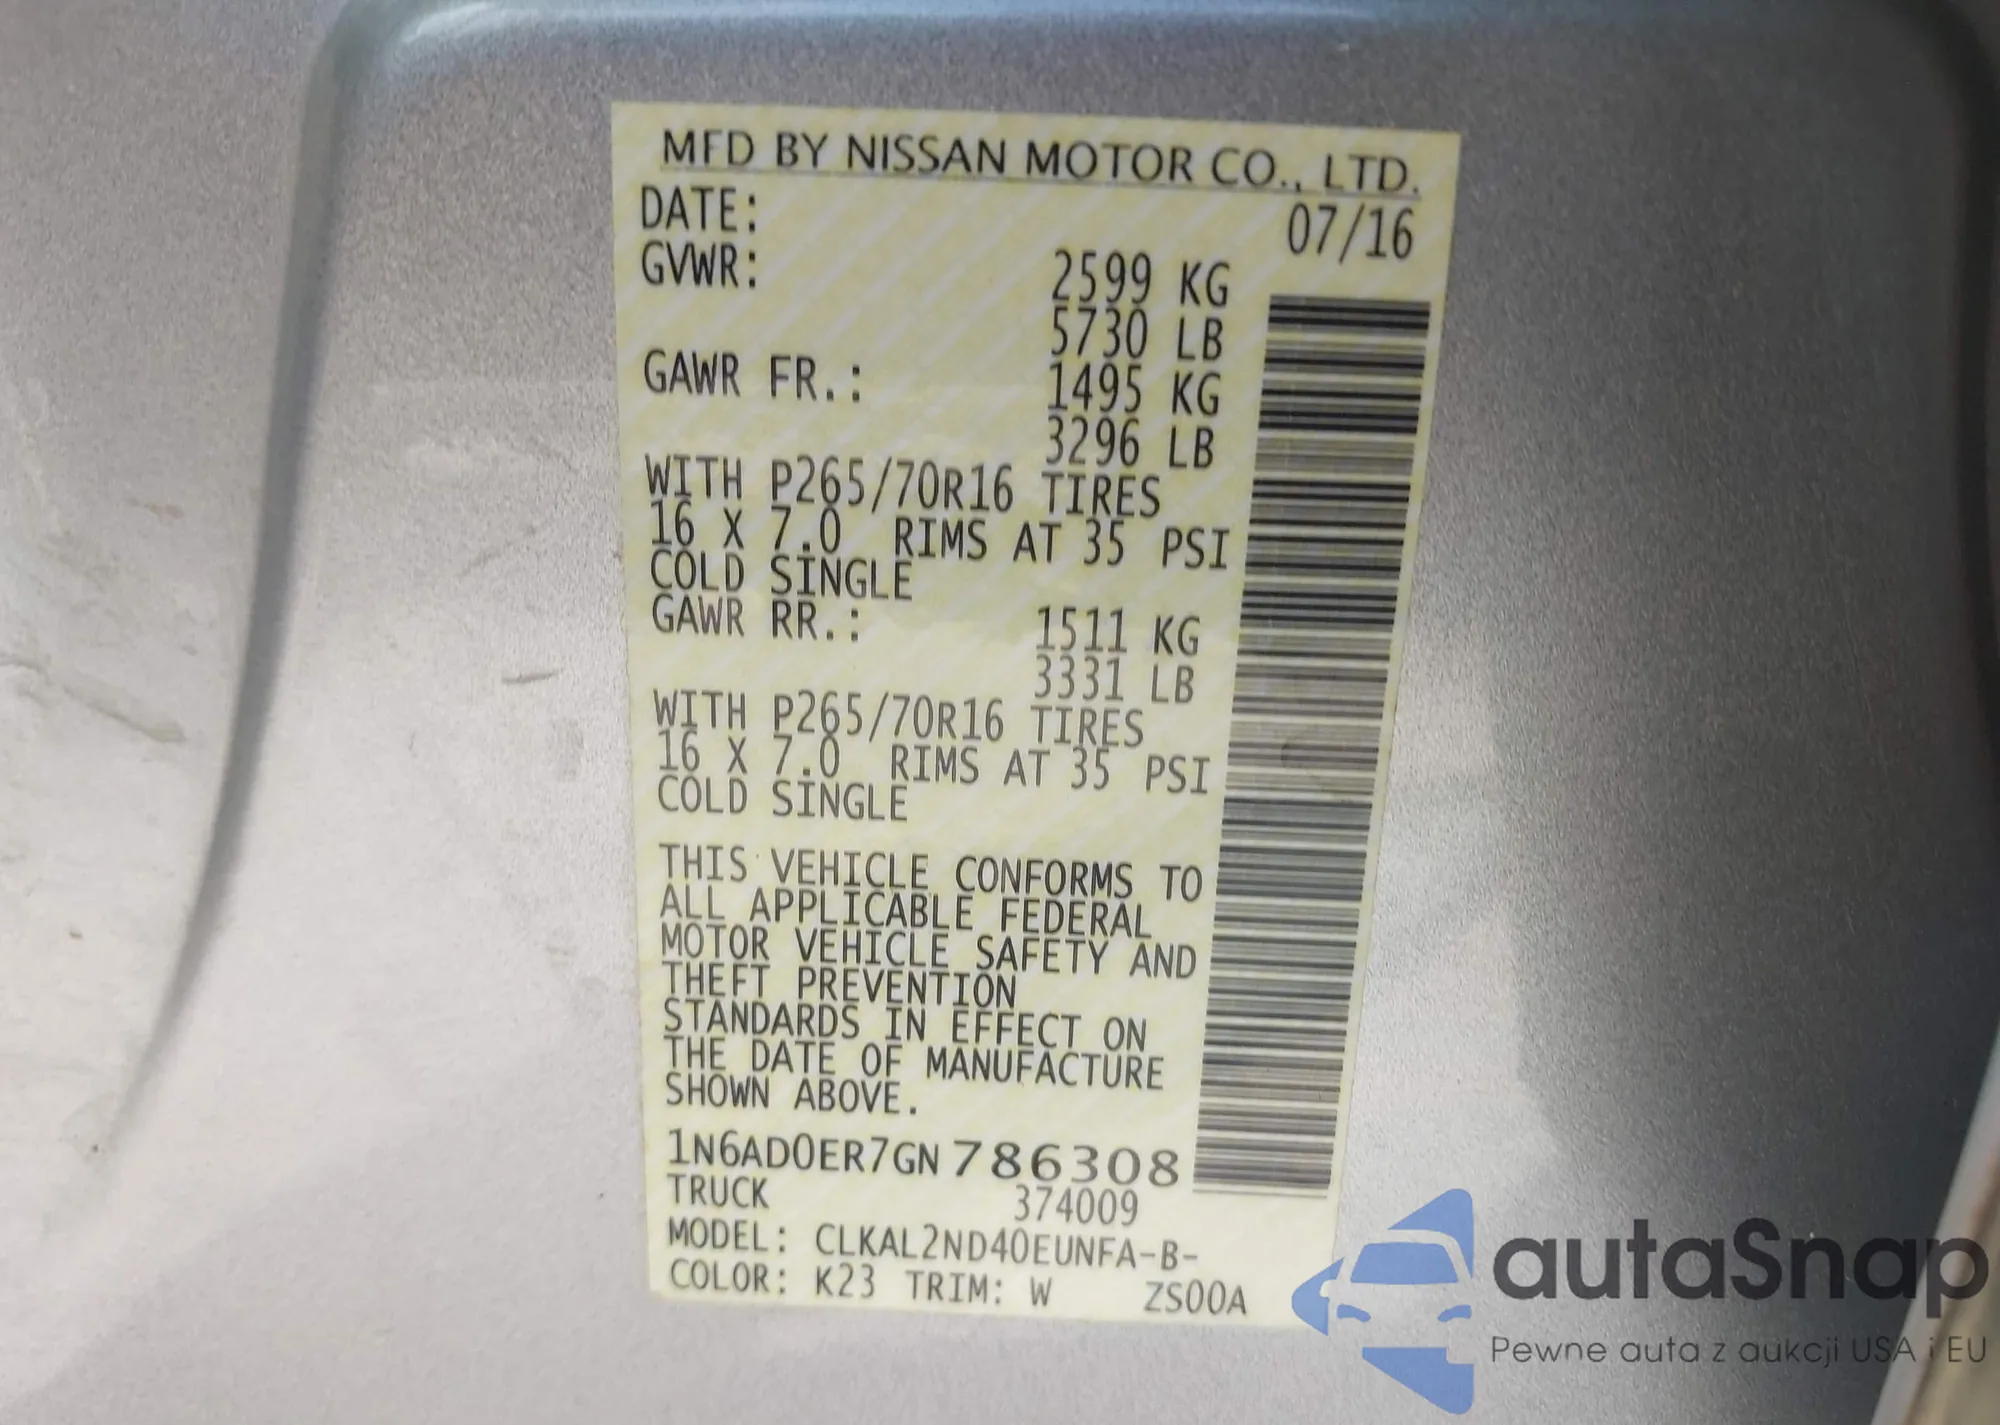 MFD BY NISSAN MOTOR CO., LTD.
DATE: 07/16
GVWR: 2599 KG
5730 LB
GAWR FR.: 1495 KG
3296 LB
WITH P265/70R16 TIRES
16 X 7.0 RIMS AT 35 PSI
COLD SINGLE
GAWR RR.: 1511 KG
3331 LB
WITH P265/70R16 TIRES
16 X 7.0 RIMS AT 35 PSI
COLD SINGLE
THIS VEHICLE CONFORMS TO
ALL APPLICABLE FEDERAL
MOTOR VEHICLE SAFETY AND
THEFT PREVENTION
STANDARDS IN EFFECT ON
THE DATE OF MANUFACTURE
SHOWN ABOVE.
1N6AD0ER7GN786308
TRUCK 374009
MODEL: CLKAL2ND40EUNFA-B-
COLOR: K23 TRIM: W ZS00A
autaSnap
Pewne auta z aukcji USA i EU